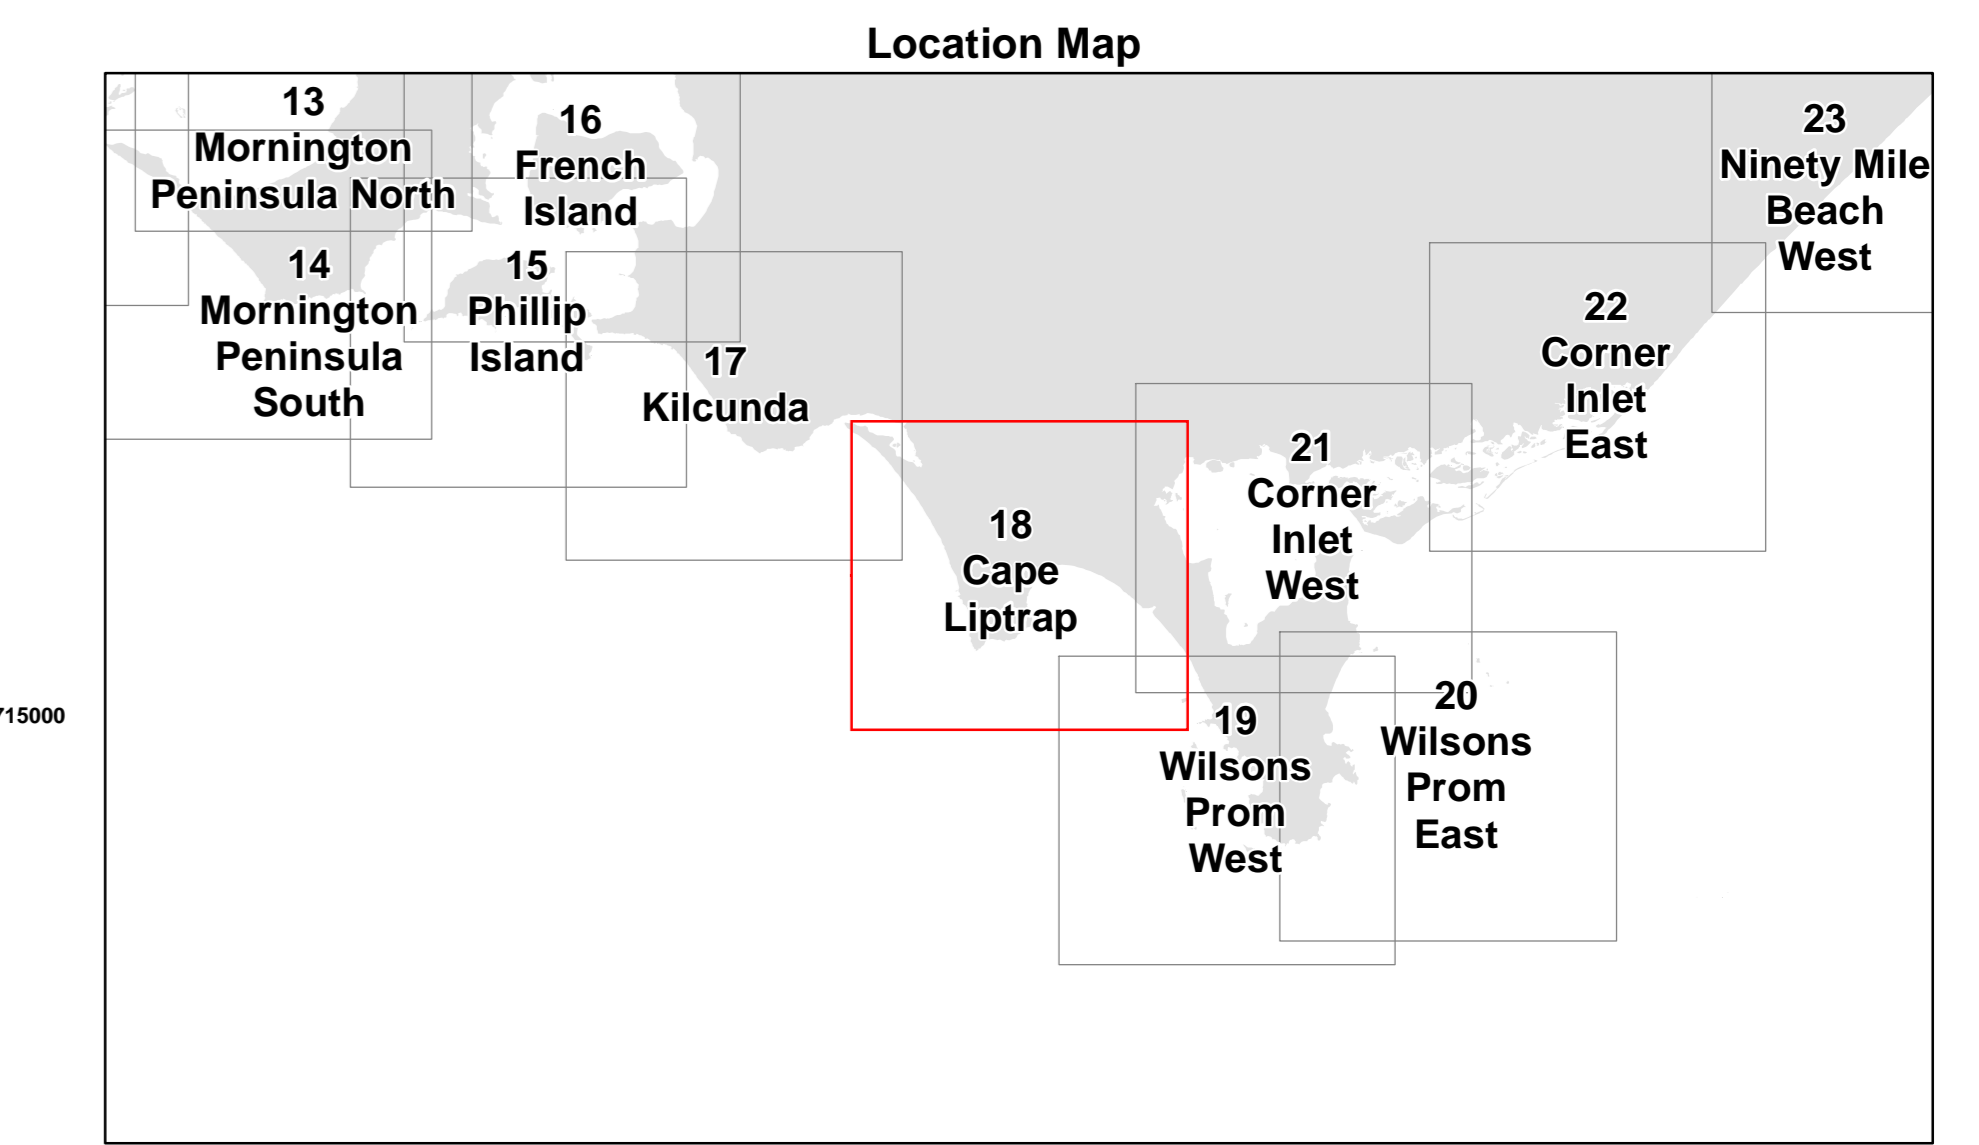 Location Map
13
Mornington
Peninsula North
14
Mornington
Peninsula
South
15
Phillip
Island
16
French
Island
17
Kilcunda
18
Cape
Liptrap
19
Wilsons
Prom
West
20
Wilsons
Prom
East
21
Corner
Inlet
West
22
Corner
Inlet
East
23
Ninety Mile
Beach
West
715000